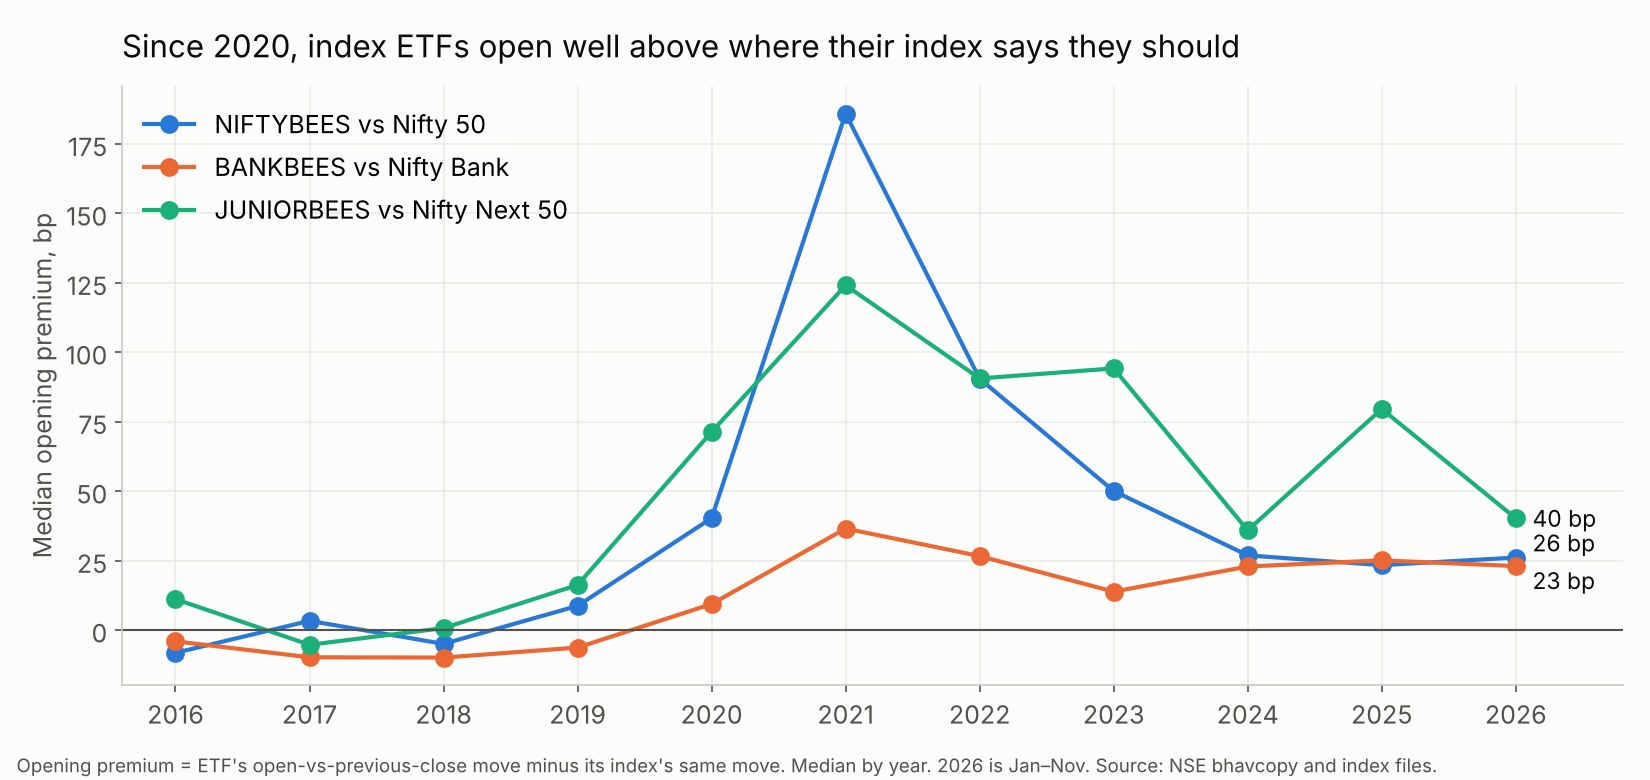 Since 2020, index ETFs open well above where their index says they should
NIFTYBEES vs Nifty 50
BANKBEES vs Nifty Bank
JUNIORBEES vs Nifty Next 50
Median opening premium, bp
175
150
125
100
75
50
25
0
40 bp
26 bp
23 bp
2016 2017 2018 2019 2020 2021 2022 2023 2024 2025 2026
Opening premium = ETF's open-vs-previous-close move minus its index's same move. Median by year. 2026 is Jan–Nov. Source: NSE bhavcopy and index files.